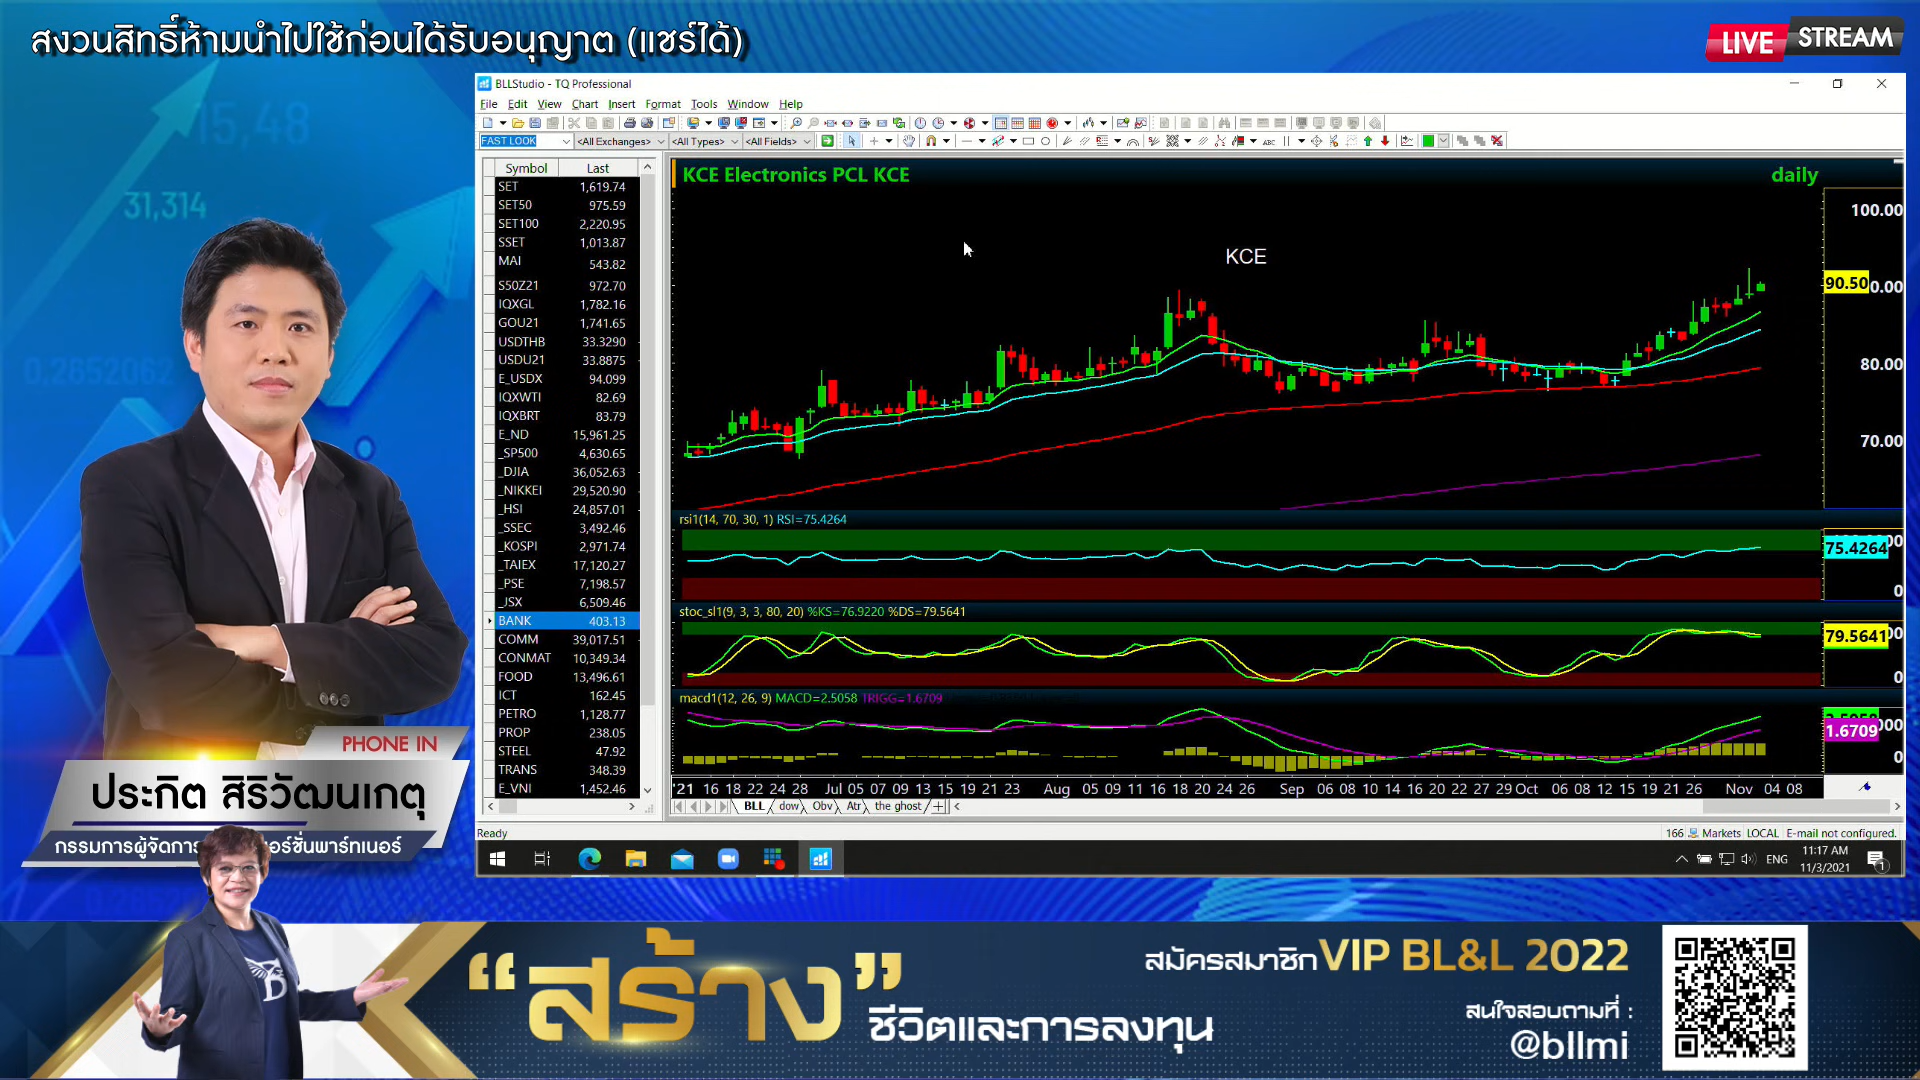 สงวนสิทธิ์ห้ามนำไปใช้ก่อนได้รับอนุญาต (แชร์ได้)
LIVE STREAM
BLLStudio - TQ Professional
File Edit View Chart Insert Format Tools Window Help
FAST LOOK <All Exchanges> <All Types> <All Fields>
Symbol Last
SET 1,619.74
SET50 975.59
SET100 2,220.95
SSET 1,013.87
MAI 543.82
S50Z21 972.70
IQXGL 1,782.16
GOU21 1,741.65
USDTHB 33.3290
USDU21 33.8875
E_USDX 94.099
IQXWTI 82.69
IQXBRT 83.79
E_ND 15,961.25
_SP500 4,630.65
_DJIA 36,052.63
_NIKKEI 29,520.90
_HSI 24,857.01
_SSEC 3,492.46
_KOSPI 2,971.74
_TAIEX 17,120.27
_PSE 7,198.57
_JSX 6,509.46
BANK 403.13
COMM 39,017.51
CONMAT 10,349.34
FOOD 13,496.61
ICT 162.45
PETRO 1,128.77
PROP 238.05
STEEL 47.92
TRANS 348.39
E_VNI 1,452.46
KCE Electronics PCL KCE
daily
KCE
100.00
90.50
80.00
70.00
rsi1(14, 70, 30, 1) RSI=75.4264
75.4264
0
stoc_sl1(9, 3, 3, 80, 20) %KS=76.9220 %DS=79.5641
79.5641
0
macd1(12, 26, 9) MACD=2.5058 TRIGG=1.6709
1.6709
0
'21 16 18 22 24 28 Jul 05 07 09 13 15 19 21 23 Aug 05 09 11 16 18 20 24 26 Sep 06 08 10 14 16 20 22 27 29 Oct 06 08 12 15 19 21 26 Nov 04 08
BLL dow Obv Atr the ghost
Ready
166 Markets LOCAL E-mail not configured.
ENG
11:17 AM
11/3/2021
1
15,48
31,314
0,2852062
PHONE IN
ประกิต สิริวัฒนเกตุ
กรรมการผู้จัดการ
อร์ชั่นพาร์ทเนอร์
“สร้าง”
ชีวิตและการลงทุน
สมัครสมาชิก VIP BL&L 2022
สนใจสอบถามที่ :
@bllmi